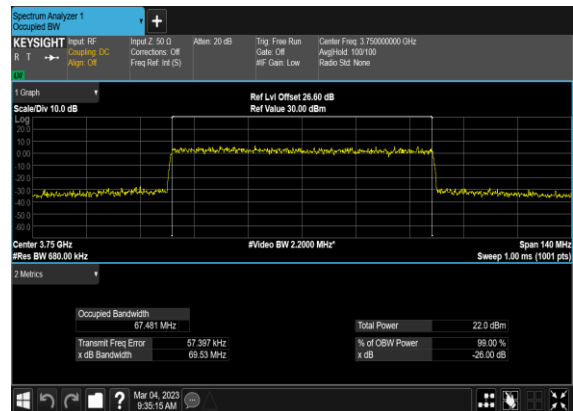 Spectrum Analyzer 1
Occupied BW
KEYSIGHT Input: RF Input Z: 50 Ω Atten: 20 dB Trig: Free Run Center Freq: 3.750000000 GHz
R T Coupling: DC Corrections: Off Gate: Off Avg|Hold: 100/100
Align: Off Freq Ref: Int (S) #IF Gain: Low Radio Std: None
1 Graph
Ref Lvl Offset 26.60 dB
Scale/Div 10.0 dB Ref Value 30.00 dBm
Log
20.0
10.0
0.00
-10.0
-20.0
-30.0
-40.0
-50.0
-60.0
Center 3.75 GHz #Video BW 2.2000 MHz* Span 140 MHz
#Res BW 680.00 kHz Sweep 1.00 ms (1001 pts)
2 Metrics
Occupied Bandwidth
67.481 MHz Total Power 22.0 dBm
Transmit Freq Error 57.397 kHz % of OBW Power 99.00 %
x dB Bandwidth 69.53 MHz x dB -26.00 dB
? Mar 04, 2023
9:35:15 AM